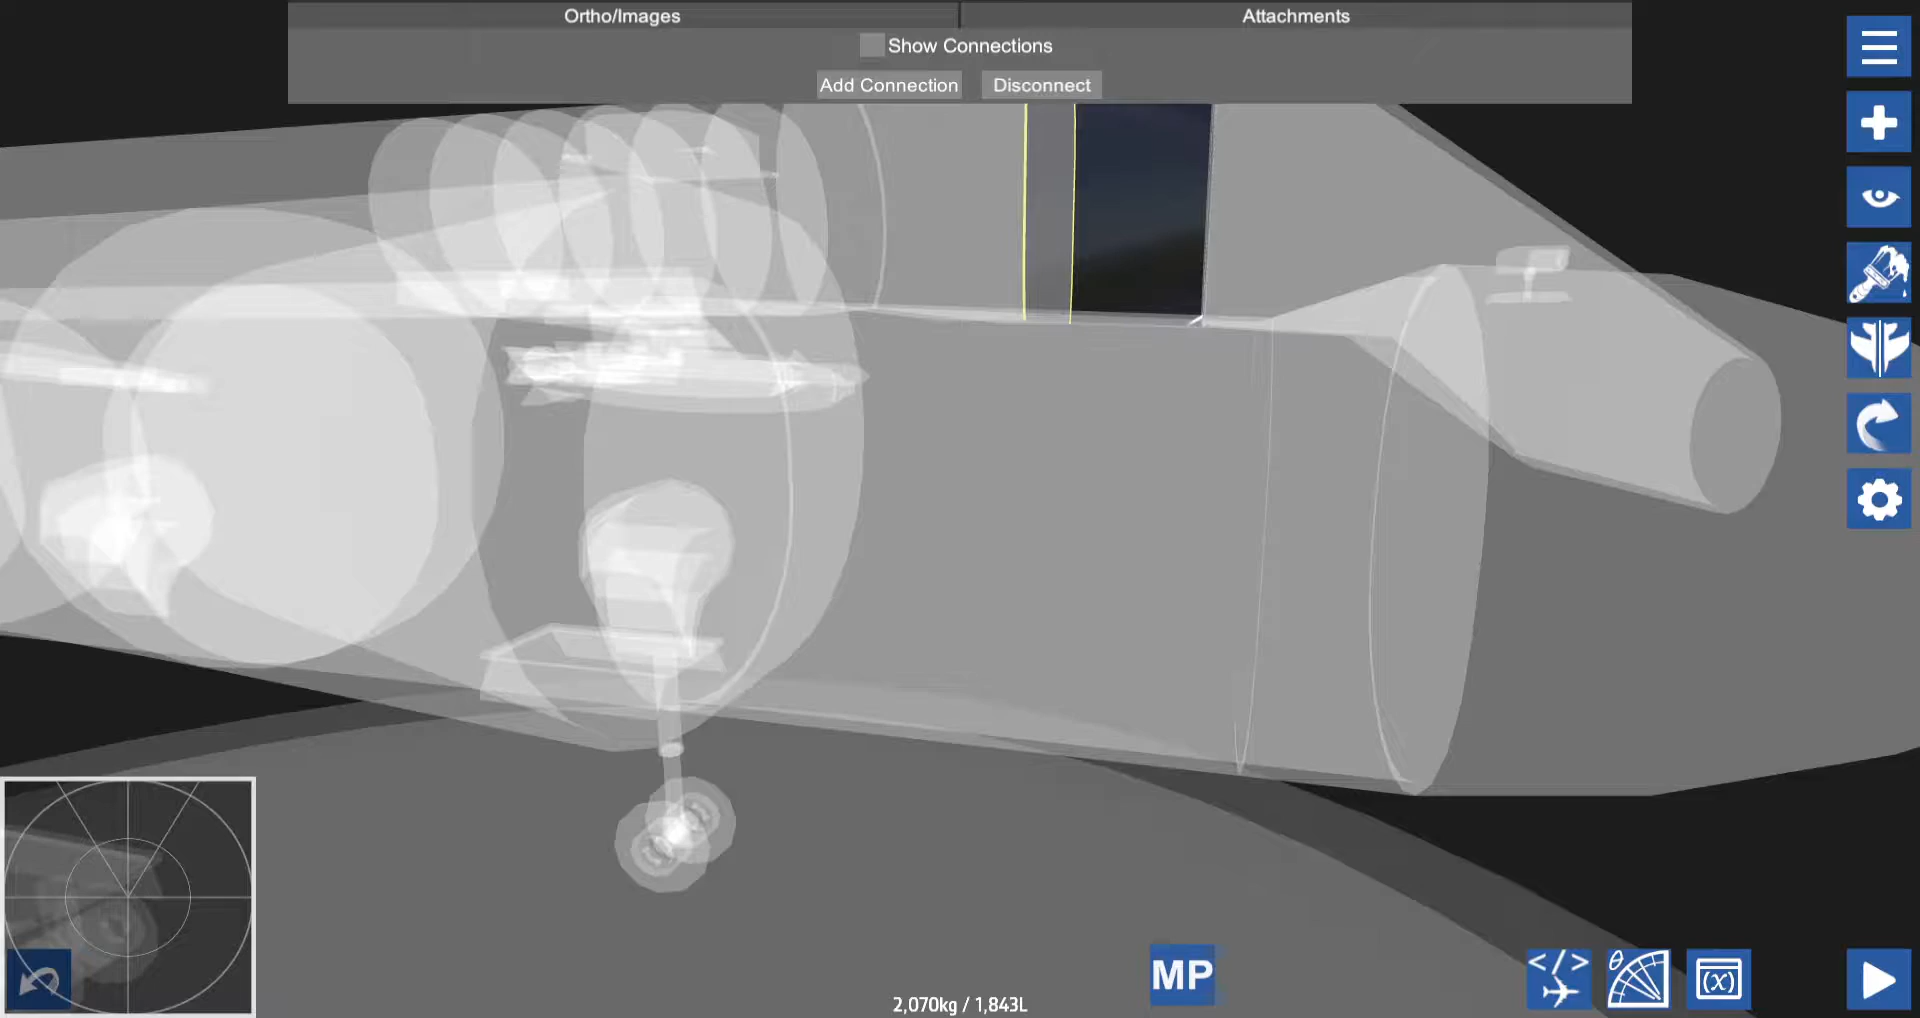 Ortho/Images
Attachments
Show Connections
Add Connection
Disconnect
</>
θ
(x)
MP
2,070kg / 1,843L